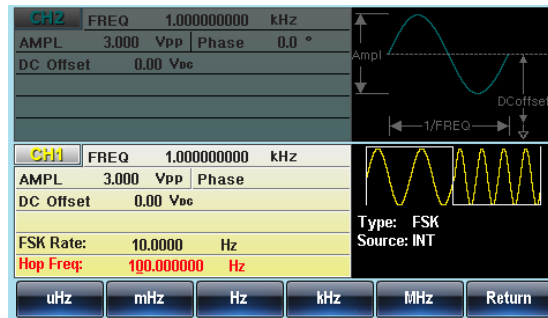 CH2 FREQ 1.000000000 kHz
AMPL 3.000 Vpp Phase 0.0 °
DC Offset 0.00 VDC
Ampl
DCoffset
1/FREQ
CH1 FREQ 1.000000000 kHz
AMPL 3.000 Vpp Phase
DC Offset 0.00 VDC
FSK Rate: 10.0000 Hz
Hop Freq: 100.000000 Hz
Type: FSK
Source: INT
uHz mHz Hz kHz MHz Return